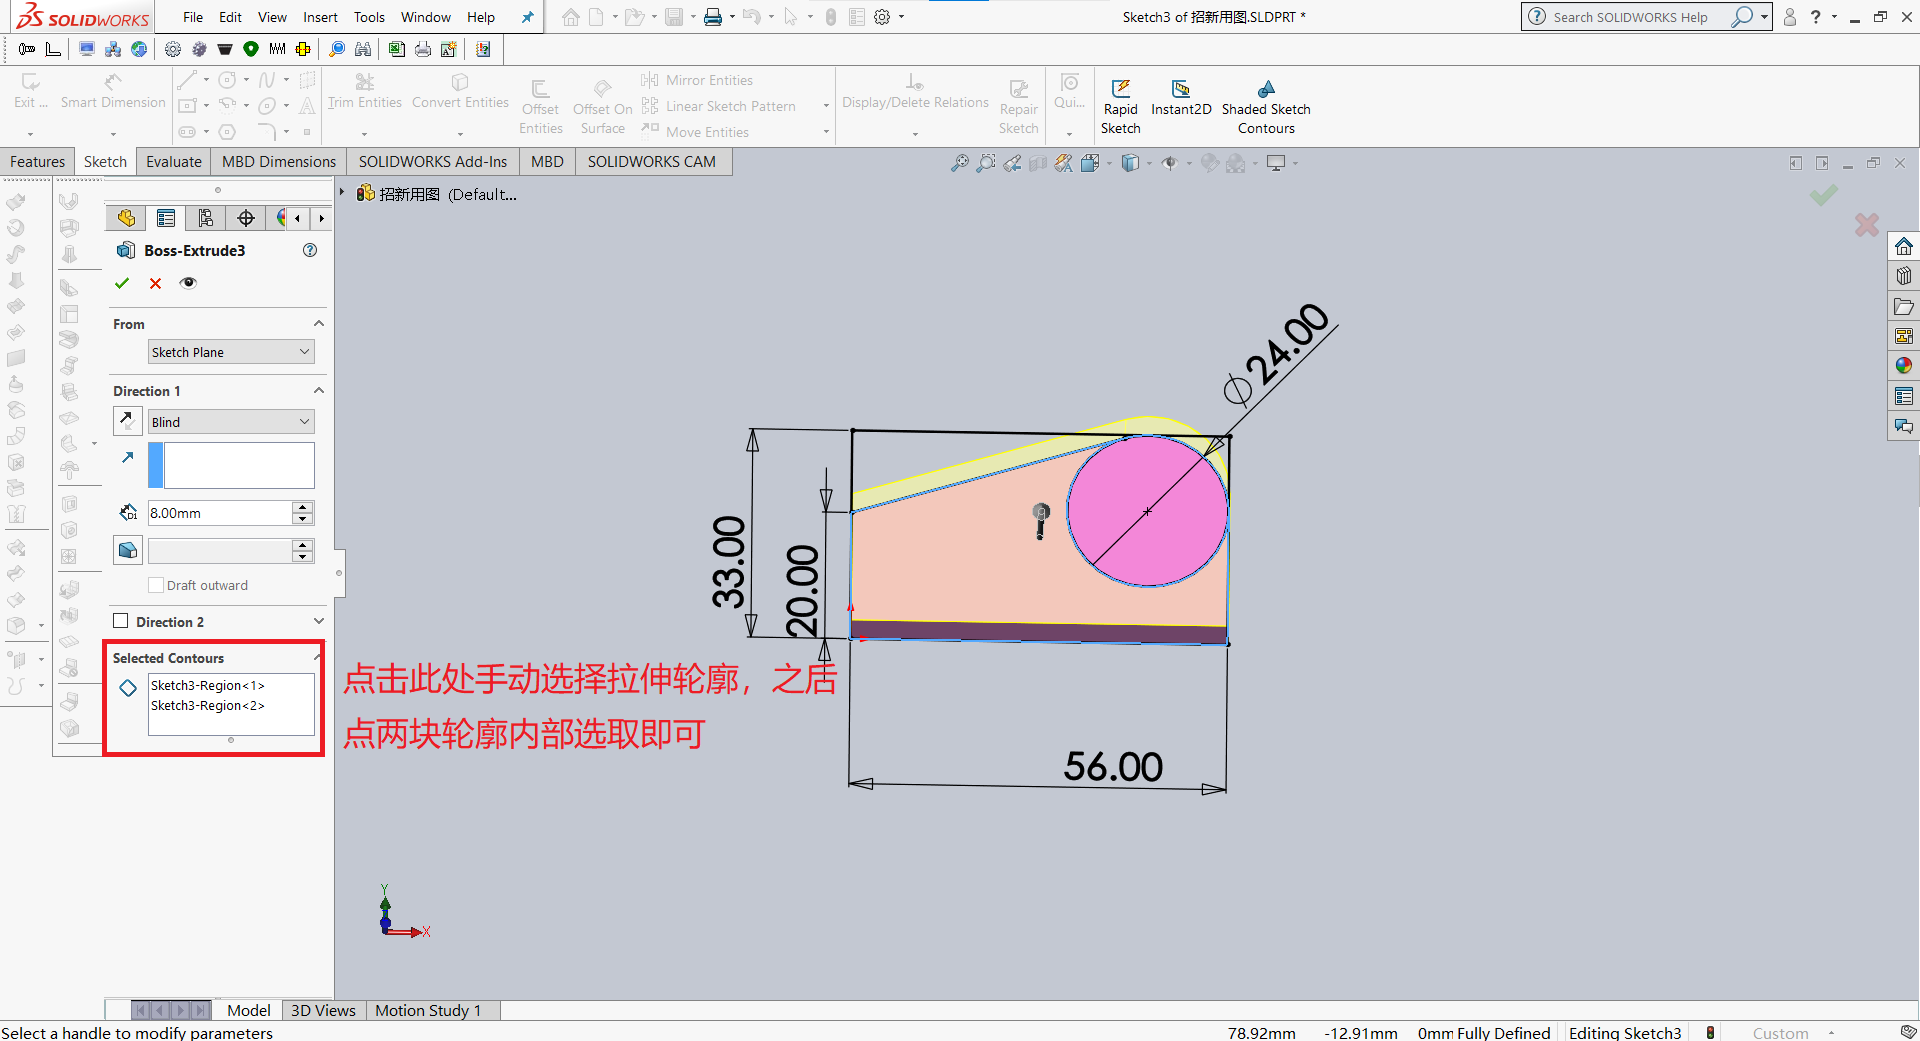 SOLIDWORKS
File Edit View Insert Tools Window Help
Sketch3 of 招新用图.SLDPRT *
Search SOLIDWORKS Help
Exit ...
Smart Dimension
Trim Entities
Convert Entities
Offset Entities
Offset On Surface
Mirror Entities
Linear Sketch Pattern
Move Entities
Display/Delete Relations
Repair Sketch
Qui...
Rapid Sketch
Instant2D
Shaded Sketch Contours
Features Sketch Evaluate MBD Dimensions SOLIDWORKS Add-Ins MBD SOLIDWORKS CAM
招新用图 (Default...
Boss-Extrude3
From
Sketch Plane
Direction 1
Blind
D1
8.00mm
Draft outward
Direction 2
Selected Contours
Sketch3-Region<1>
Sketch3-Region<2>
点击此处手动选择拉伸轮廓，之后
点两块轮廓内部选取即可
∅ 24.00
33.00
20.00
56.00
Y
X
Model 3D Views Motion Study 1
Select a handle to modify parameters
78.92mm -12.91mm 0mm Fully Defined Editing Sketch3 Custom